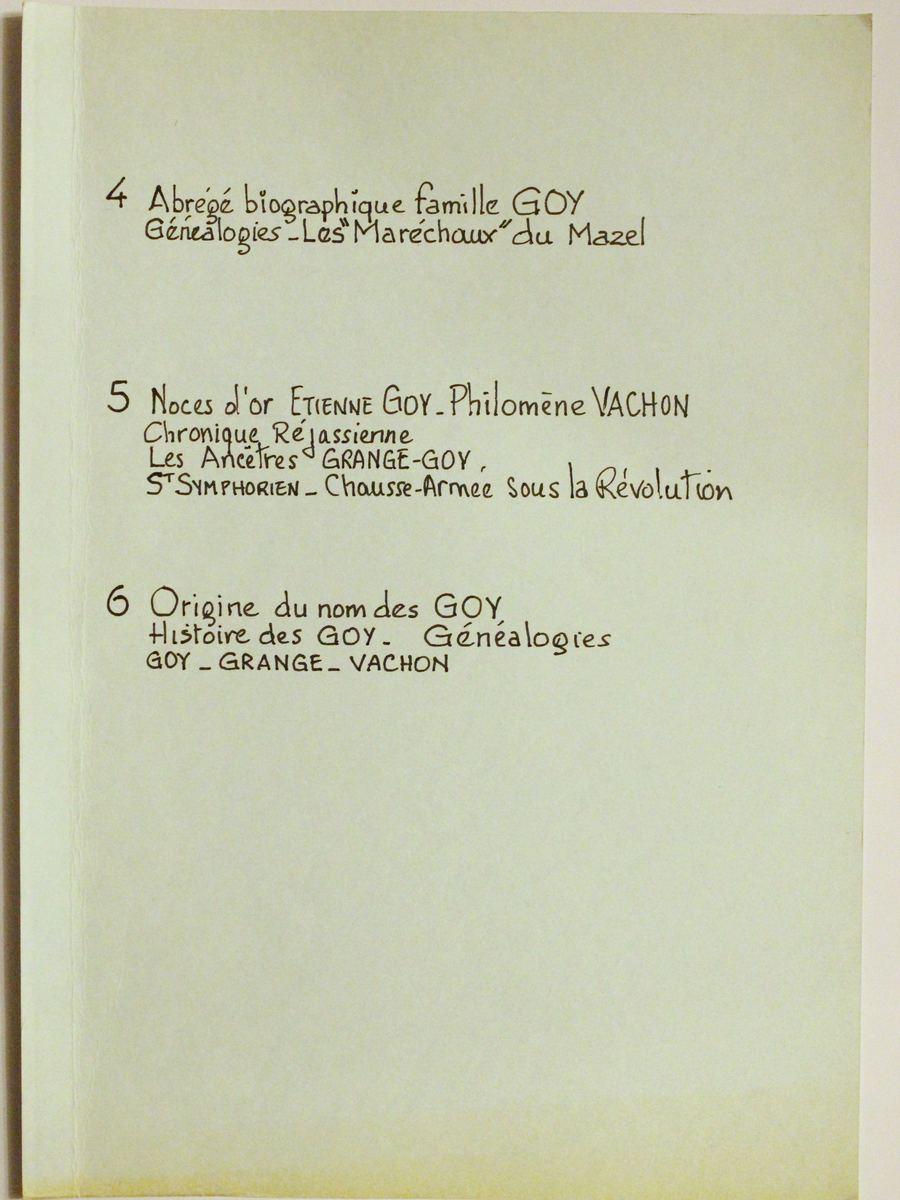 4 Abrégé biographique famille GOY
Généalogies - Les "Maréchaux" du Mazel
5 Noces d'or ETIENNE GOY - Philomène VACHON
Chronique Réjassienne
Les Ancêtres GRANGE-GOY,
ST SYMPHORIEN - Chausse-Armée sous la Révolution
6 Origine du nom des GOY
Histoire des GOY - Généalogies
GOY - GRANGE - VACHON